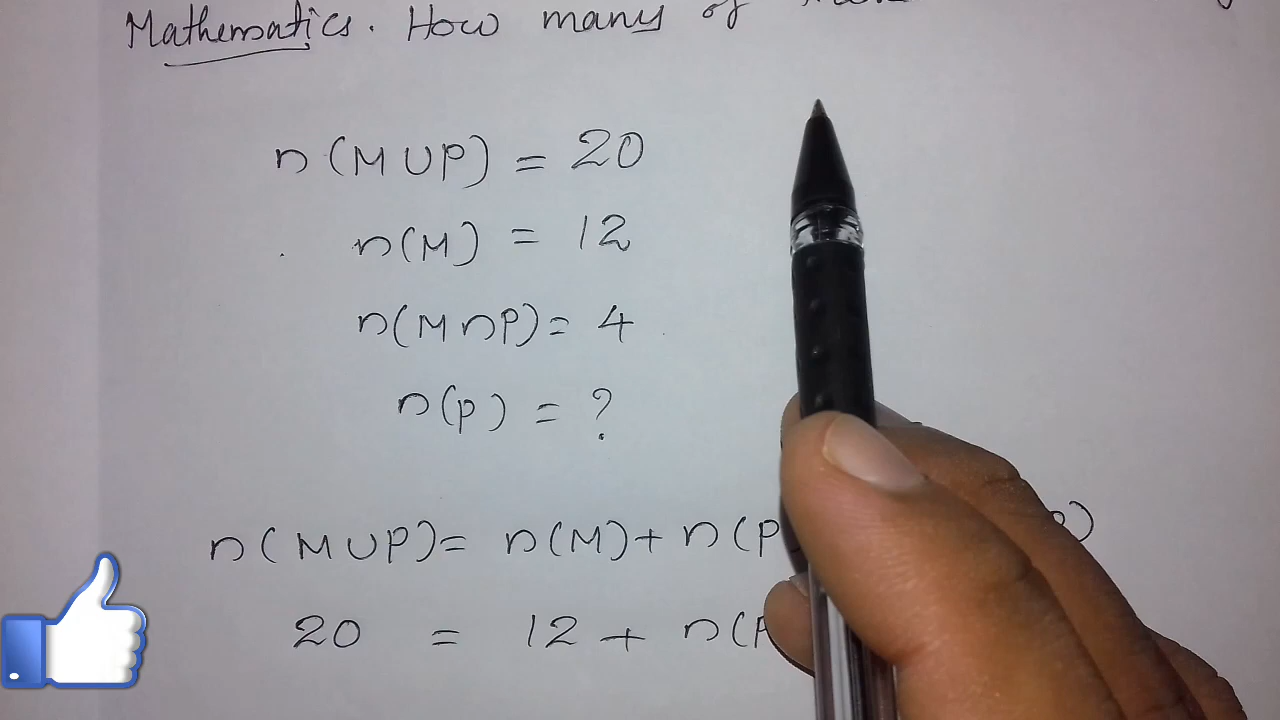 Mathematics. How many of
n(M∪P) = 20
n(M) = 12
n(M∩P) = 4
n(P) = ?
n(M∪P) = n(M) + n(P )
20 = 12 + n(P